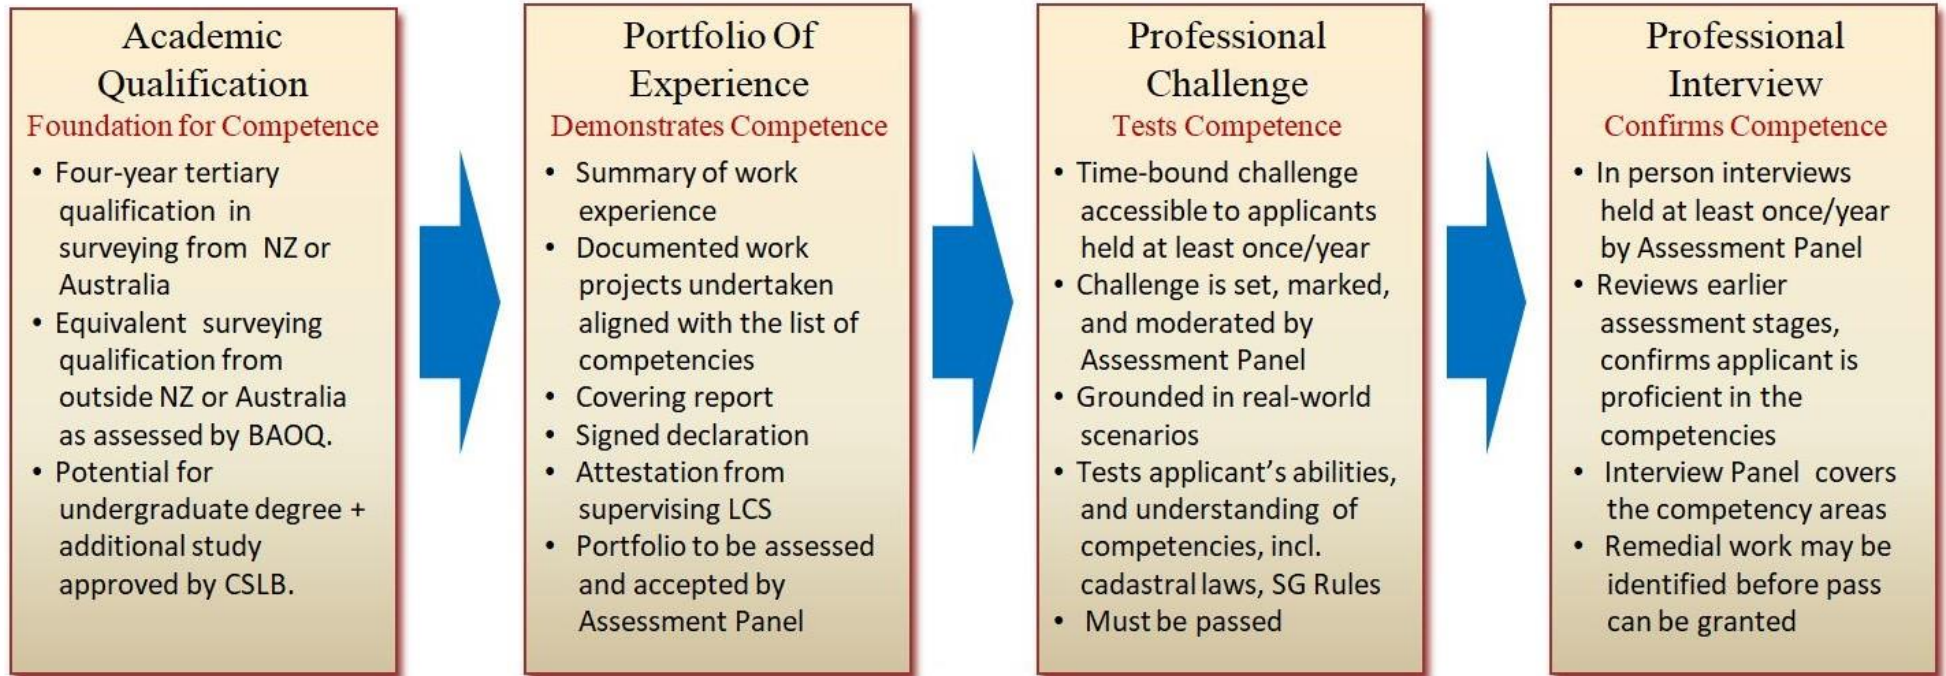 Academic
Qualification
Foundation for Competence
• Four-year tertiary
qualification in
surveying from NZ or
Australia
• Equivalent surveying
qualification from
outside NZ or Australia
as assessed by BAOQ.
• Potential for
undergraduate degree +
additional study
approved by CSLB.
Portfolio Of
Experience
Demonstrates Competence
• Summary of work
experience
• Documented work
projects undertaken
aligned with the list of
competencies
• Covering report
• Signed declaration
• Attestation from
supervising LCS
• Portfolio to be assessed
and accepted by
Assessment Panel
Professional
Challenge
Tests Competence
• Time-bound challenge
accessible to applicants
held at least once/year
• Challenge is set, marked,
and moderated by
Assessment Panel
• Grounded in real-world
scenarios
• Tests applicant’s abilities,
and understanding of
competencies, incl.
cadastral laws, SG Rules
• Must be passed
Professional
Interview
Confirms Competence
• In person interviews
held at least once/year
by Assessment Panel
• Reviews earlier
assessment stages,
confirms applicant is
proficient in the
competencies
• Interview Panel covers
the competency areas
• Remedial work may be
identified before pass
can be granted